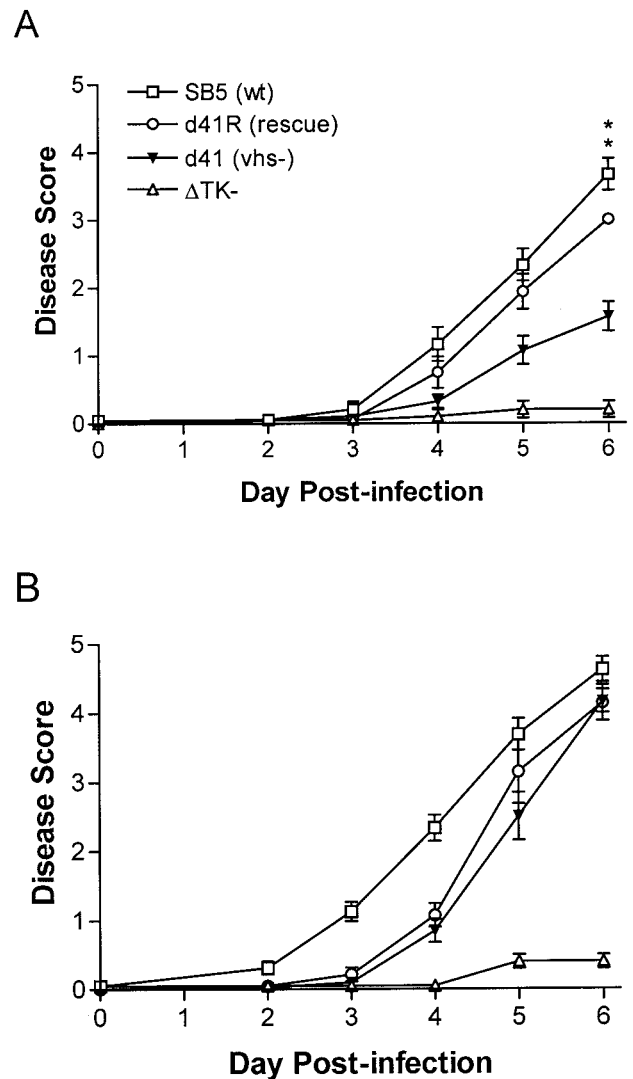 A
5
4
3
2
1
0
Disease Score
SB5 (wt)
d41R (rescue)
d41 (vhs-)
ΔTK-
*
*
0 1 2 3 4 5 6
Day Post-infection
B
5
4
3
2
1
0
Disease Score
0 1 2 3 4 5 6
Day Post-infection